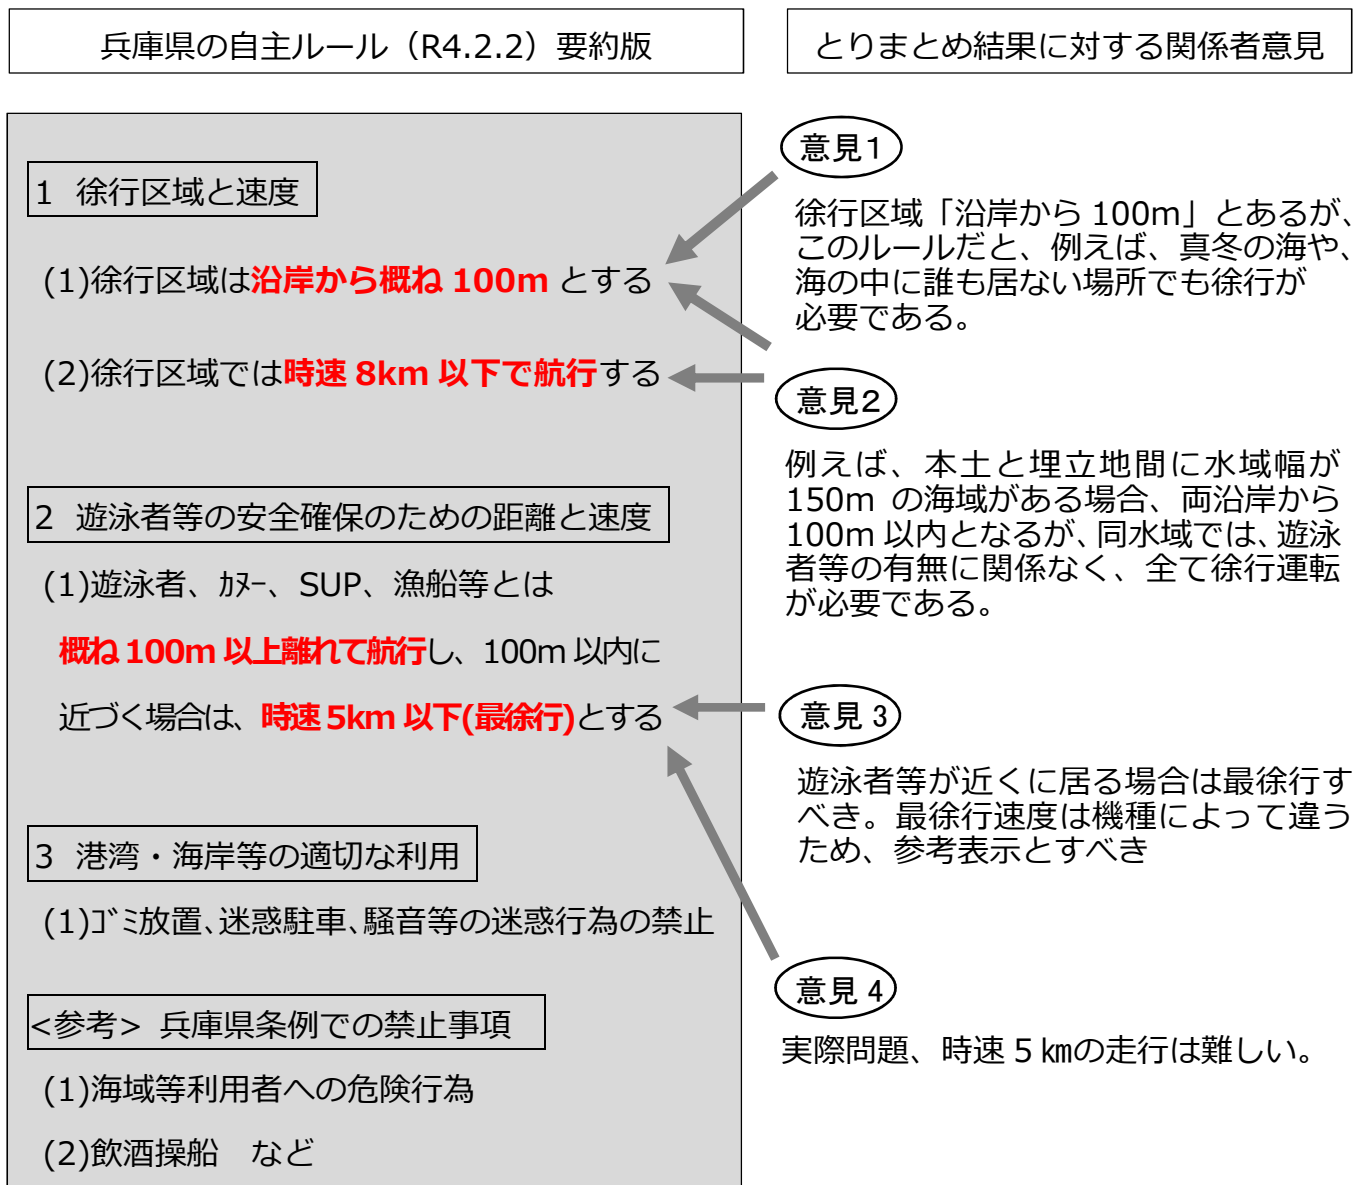 兵庫県の自主ルール（R4.2.2）要約版
とりまとめ結果に対する関係者意見
1 徐行区域と速度
(1)徐行区域は沿岸から概ね 100m とする
(2)徐行区域では時速 8km 以下で航行する
2 遊泳者等の安全確保のための距離と速度
(1)遊泳者、ｶﾇｰ、SUP、漁船等とは
概ね 100m 以上離れて航行し、100m 以内に
近づく場合は、時速 5km 以下(最徐行)とする
3 港湾・海岸等の適切な利用
(1)ｺﾞﾐ放置、迷惑駐車、騒音等の迷惑行為の禁止
<参考> 兵庫県条例での禁止事項
(1)海域等利用者への危険行為
(2)飲酒操船　など
意見１
徐行区域「沿岸から 100m」とあるが、
このルールだと、例えば、真冬の海や、
海の中に誰も居ない場所でも徐行が
必要である。
意見２
例えば、本土と埋立地間に水域幅が
150m の海域がある場合、両沿岸から
100m 以内となるが、同水域では、遊泳
者等の有無に関係なく、全て徐行運転
が必要である。
意見 3
遊泳者等が近くに居る場合は最徐行す
べき。最徐行速度は機種によって違う
ため、参考表示とすべき
意見 4
実際問題、時速 5 ㎞の走行は難しい。